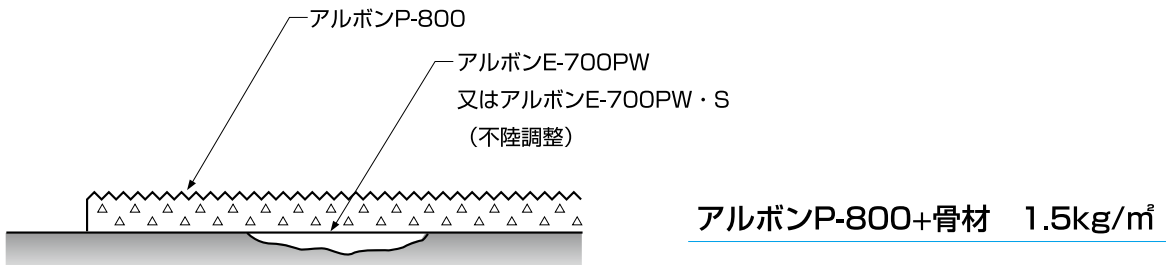 アルボンP-800
アルボンE-700PW
又はアルボンE-700PW・S
（不陸調整）
アルボンP-800+骨材　1.5kg/㎡